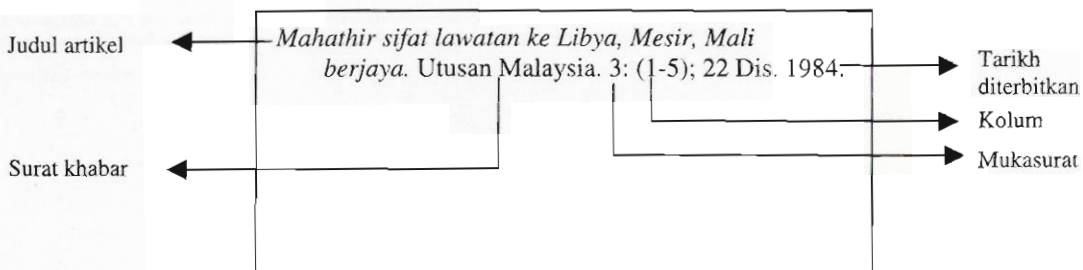 Judul artikel
Mahathir sifat lawatan ke Libya, Mesir, Mali
berjaya. Utusan Malaysia. 3: (1-5); 22 Dis. 1984.
Tarikh
diterbitkan
Kolum
Surat khabar
Mukasurat